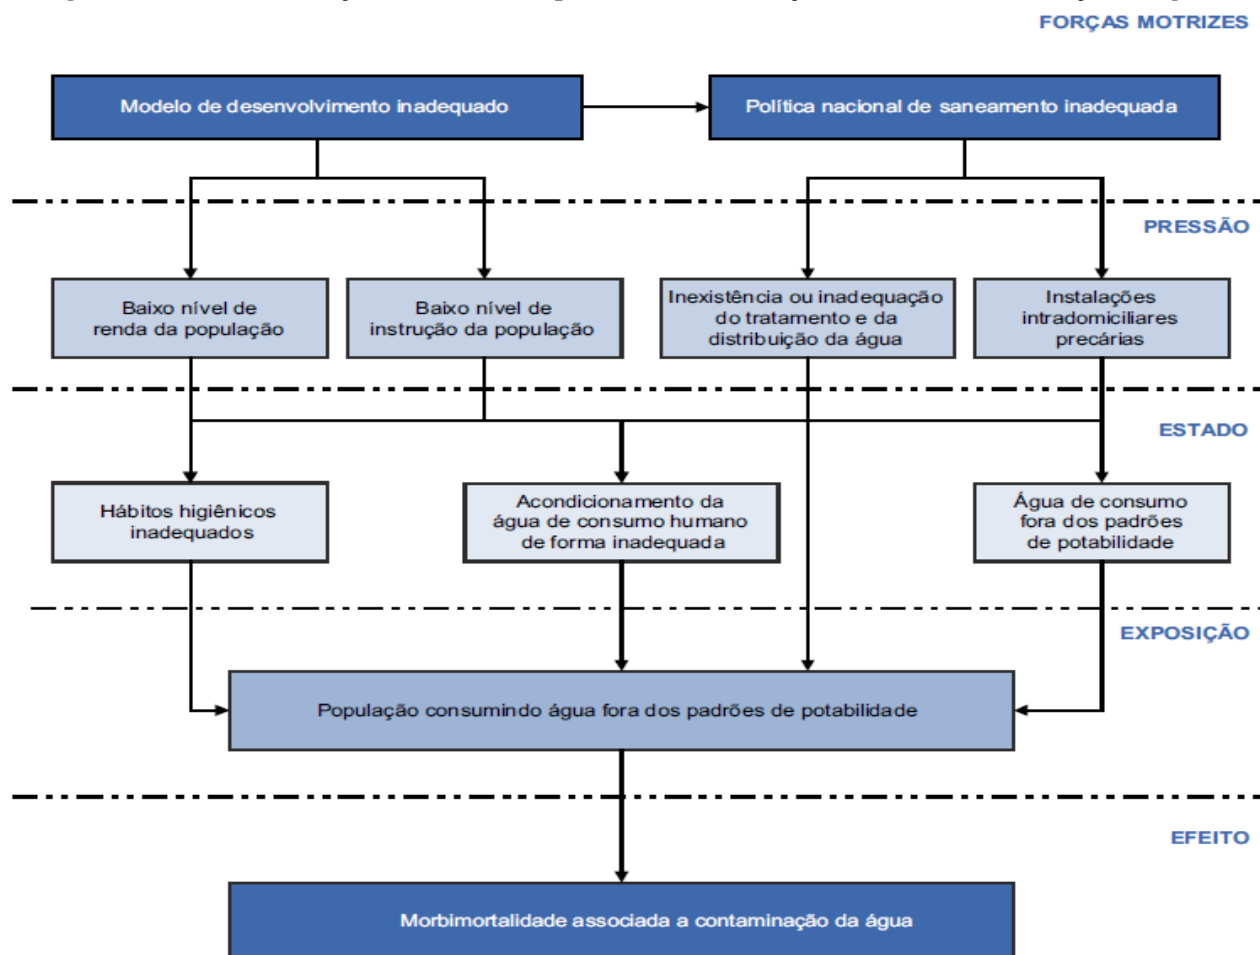 FORÇAS MOTRIZES
Modelo de desenvolvimento inadequado
Política nacional de saneamento inadequada
PRESSÃO
Baixo nível de
renda da população
Baixo nível de
instrução da população
Inexistência ou inadequação
do tratamento e da
distribuição da água
Instalações
intradomiciliares
precárias
ESTADO
Hábitos higiênicos
inadequados
Acondicionamento da
água de consumo humano
de forma inadequada
Água de consumo
fora dos padrões
de potabilidade
EXPOSIÇÃO
População consumindo água fora dos padrões de potabilidade
EFEITO
Morbimortalidade associada a contaminação da água